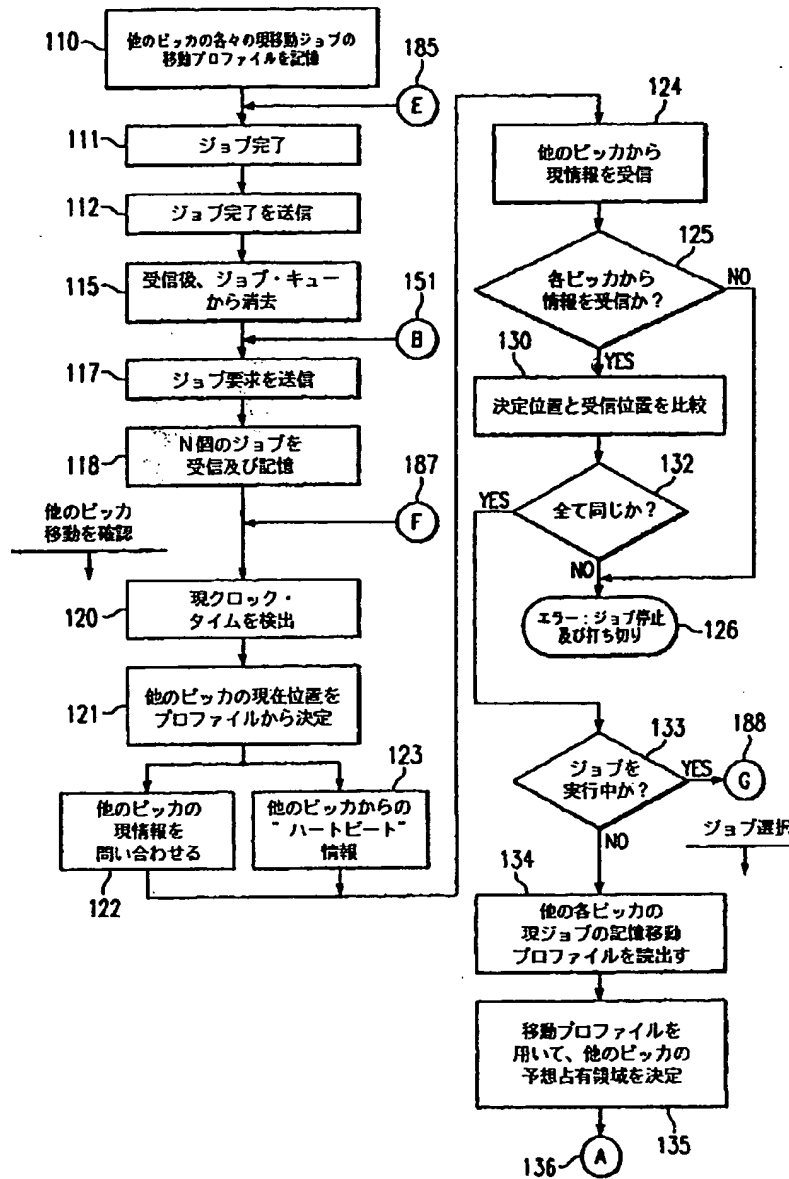 110
他のピッカの各々の現移動ジョブの
移動プロファイルを記憶
185
E
111
ジョブ完了
112
ジョブ完了を送信
115
受信後、ジョブ・キュー
から消去
151
B
117
ジョブ要求を送信
118
N個のジョブを
受信及び記憶
187
F
他のピッカ
移動を確認
120
現クロック・
タイムを検出
121
他のピッカの現在位置を
プロファイルから決定
他のピッカの
現情報を
問い合わせる
122
123
他のピッカからの
"ハートビート"
情報
124
他のピッカから
現情報を受信
125
各ピッカから
情報を受信か?
NO
YES
130
決定位置と受信位置を比較
132
YES
全て同じか?
NO
エラー:ジョブ停止
及び打ち切り
126
133
ジョブを
実行中か?
YES
188
G
NO
ジョブ選択
134
他の各ピッカの
現ジョブの記憶移動
プロファイルを読出す
移動プロファイルを
用いて、他のピッカの
予想占有領域を決定
135
136
A